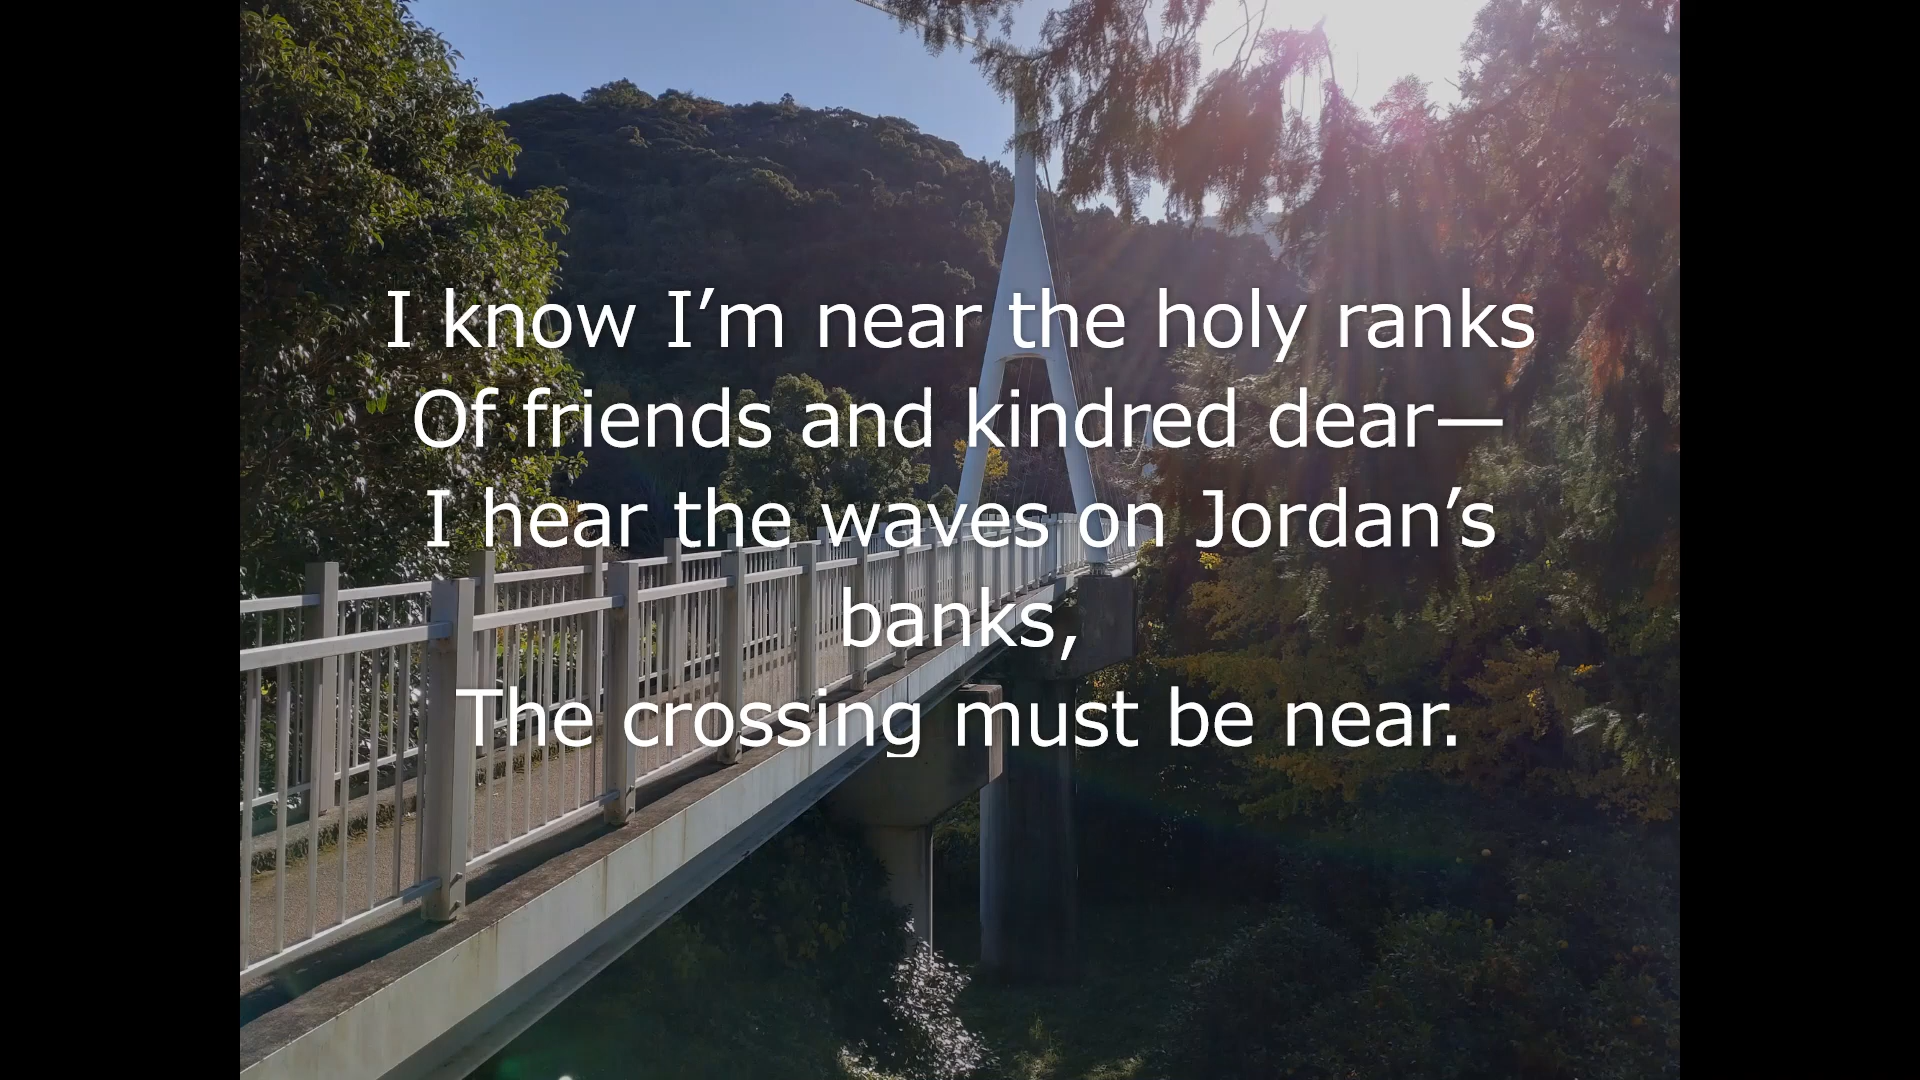 I know I’m near the holy ranks
Of friends and kindred dear—
I hear the waves on Jordan’s
banks,
The crossing must be near.